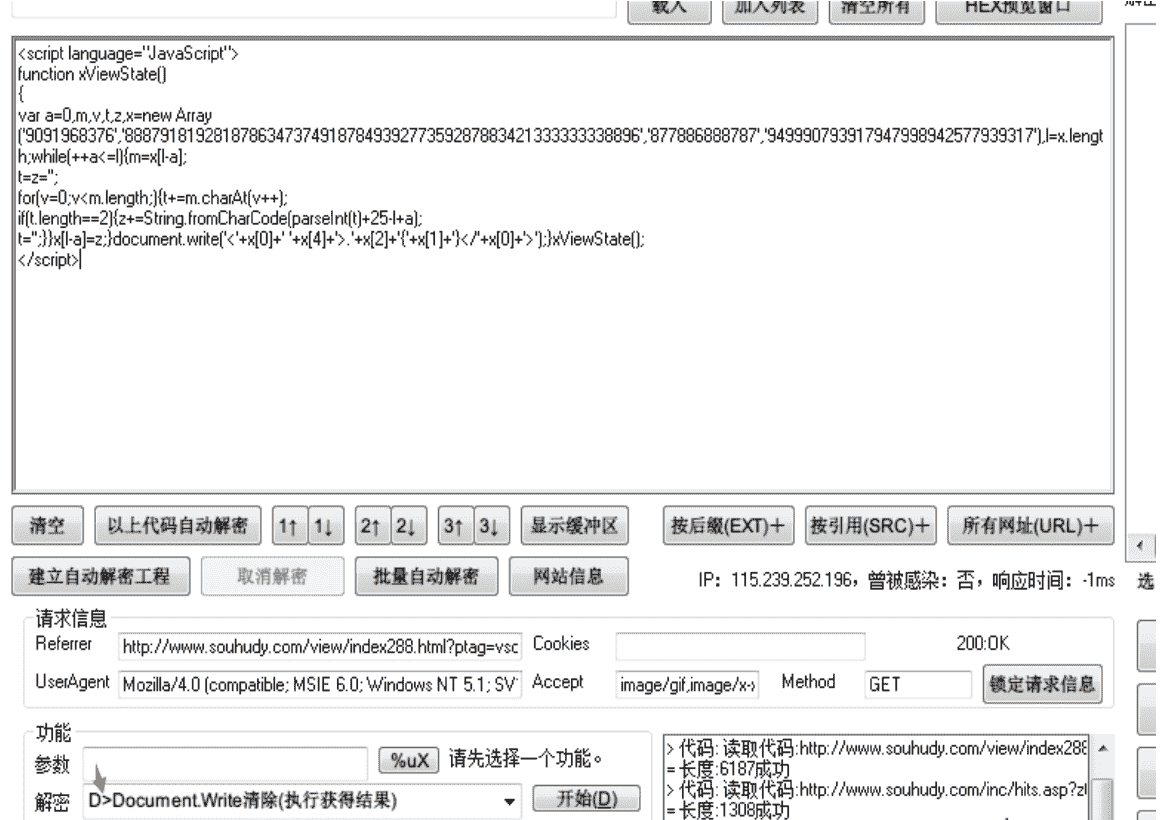 载入 加入列表 清空所有 HEX预览窗口
<script language="JavaScript">
function xViewState()
{
var a=0,m,v,t,z,x=new Array
('9091968376','8887918192818786347374918784939277359287883421333333338896','877886888787','949990793917947998942577939317'),l=x.lengt
h;while(++a<=l){m=x[l-a];
t=z='';
for(v=0;v<m.length;){t+=m.charAt(v++);
if(t.length==2){z+=String.fromCharCode(parseInt(t)+25-l+a);
t='';}}x[l-a]=z;}document.write('<'+x[0]+' '+x[4]+'>.'+x[2]+'{'+x[1]+'}</'+x[0]+'>');}xViewState();
</script>
清空 以上代码自动解密 1↑ 1↓ 2↑ 2↓ 3↑ 3↓ 显示缓冲区 按后缀(EXT)＋ 按引用(SRC)＋ 所有网址(URL)＋
建立自动解密工程 取消解密 批量自动解密 网站信息 IP：115.239.252.196，曾被感染：否，响应时间：-1ms 选
请求信息
Referrer http://www.souhudy.com/view/index288.html?ptag=vsc Cookies 200:OK
UserAgent Mozilla/4.0 (compatible; MSIE 6.0; Windows NT 5.1; SV Accept image/gif,image/x-x Method GET 锁定请求信息
功能
参数 %uX 请先选择一个功能。
解密 D>Document.Write清除(执行获得结果) 开始(D)
> 代码: 读取代码:http://www.souhudy.com/view/index288
= 长度:6187成功
> 代码: 读取代码:http://www.souhudy.com/inc/hits.asp?z
= 长度:1308成功